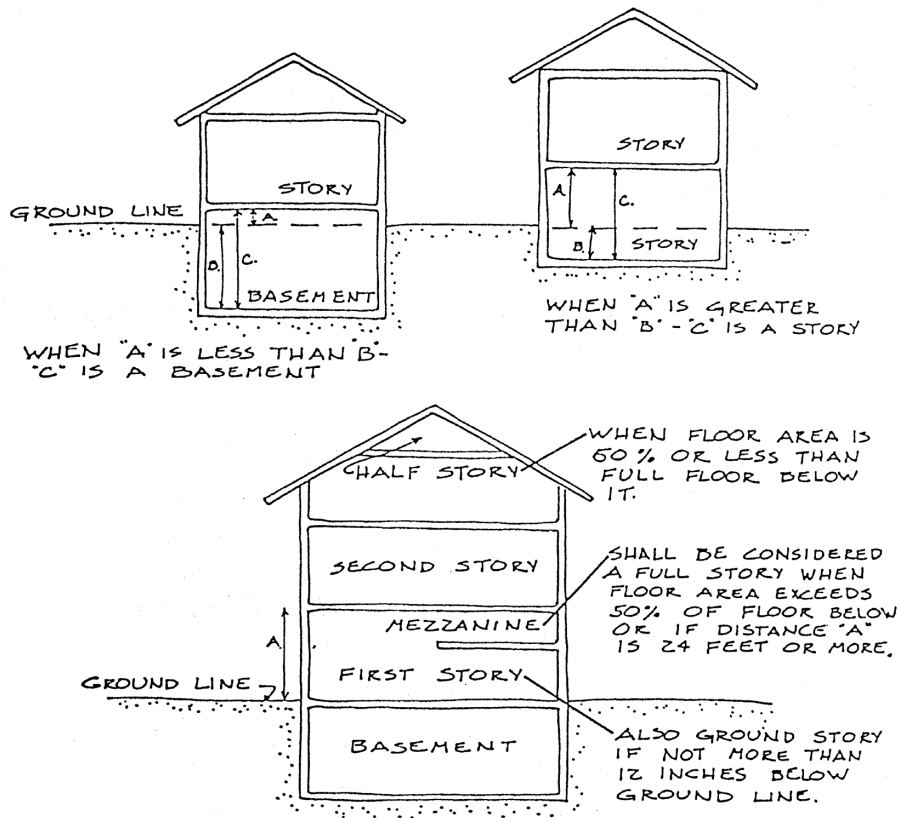 STORY
GROUND LINE
A.
B.
C.
BASEMENT
WHEN "A" IS LESS THAN "B"-
"C" IS A BASEMENT
STORY
A.
C.
B.
STORY
WHEN "A" IS GREATER
THAN "B" - "C" IS A STORY
HALF STORY
WHEN FLOOR AREA IS
50% OR LESS THAN
FULL FLOOR BELOW
IT.
SECOND STORY
SHALL BE CONSIDERED
A FULL STORY WHEN
FLOOR AREA EXCEEDS
50% OF FLOOR BELOW
OR IF DISTANCE "A"
IS 24 FEET OR MORE.
MEZZANINE
A
GROUND LINE
FIRST STORY
BASEMENT
ALSO GROUND STORY
IF NOT MORE THAN
12 INCHES BELOW
GROUND LINE.